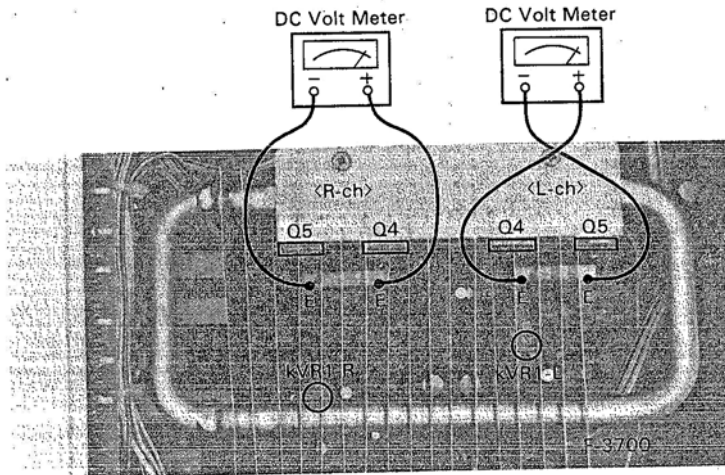 DC Volt Meter
DC Volt Meter
− +
− +
<R-ch>
<L-ch>
Q5
Q4
Q4
Q5
E
E
E
E
kVR1-R
kVR1-L
F-3700